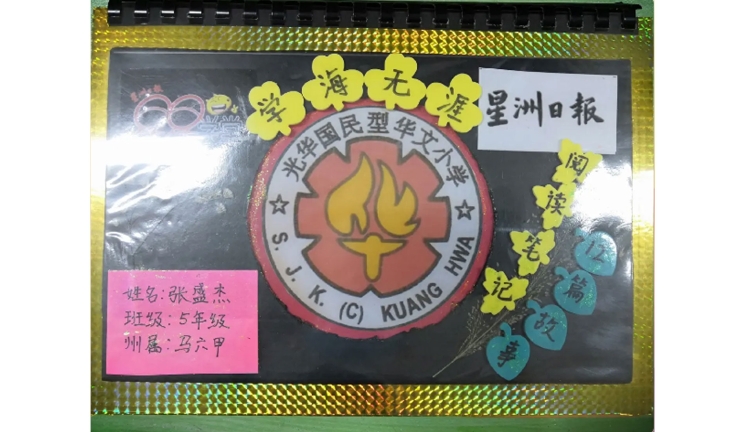 学海无涯
星洲日报
光华国民型华文小学
S. J. K. (C) KUANG HWA
阅读笔记
伍篇故事
姓名:张盛杰
班级:5年级
州属:马六甲